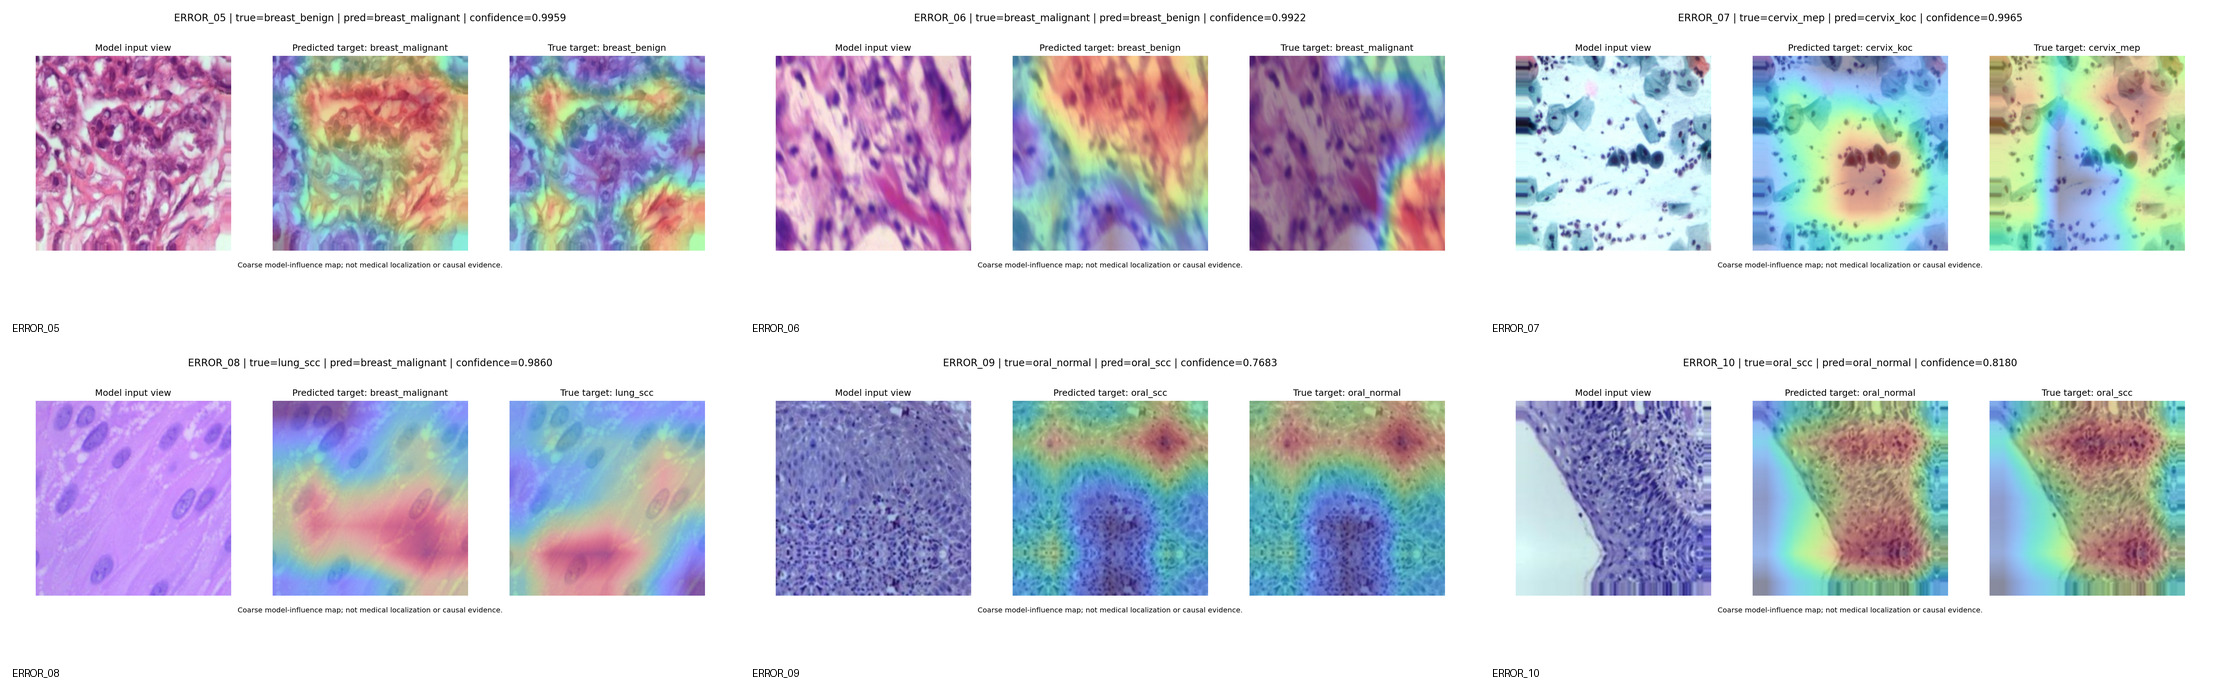 ERROR_05 | true=breast_benign | pred=breast_malignant | confidence=0.9959
Model input view
Predicted target: breast_malignant
True target: breast_benign
Coarse model-influence map; not medical localization or causal evidence.
ERROR_05
ERROR_06 | true=breast_malignant | pred=breast_benign | confidence=0.9922
Model input view
Predicted target: breast_benign
True target: breast_malignant
Coarse model-influence map; not medical localization or causal evidence.
ERROR_06
ERROR_07 | true=cervix_mep | pred=cervix_koc | confidence=0.9965
Model input view
Predicted target: cervix_koc
True target: cervix_mep
Coarse model-influence map; not medical localization or causal evidence.
ERROR_07
ERROR_08 | true=lung_scc | pred=breast_malignant | confidence=0.9860
Model input view
Predicted target: breast_malignant
True target: lung_scc
Coarse model-influence map; not medical localization or causal evidence.
ERROR_08
ERROR_09 | true=oral_normal | pred=oral_scc | confidence=0.7683
Model input view
Predicted target: oral_scc
True target: oral_normal
Coarse model-influence map; not medical localization or causal evidence.
ERROR_09
ERROR_10 | true=oral_scc | pred=oral_normal | confidence=0.8180
Model input view
Predicted target: oral_normal
True target: oral_scc
Coarse model-influence map; not medical localization or causal evidence.
ERROR_10